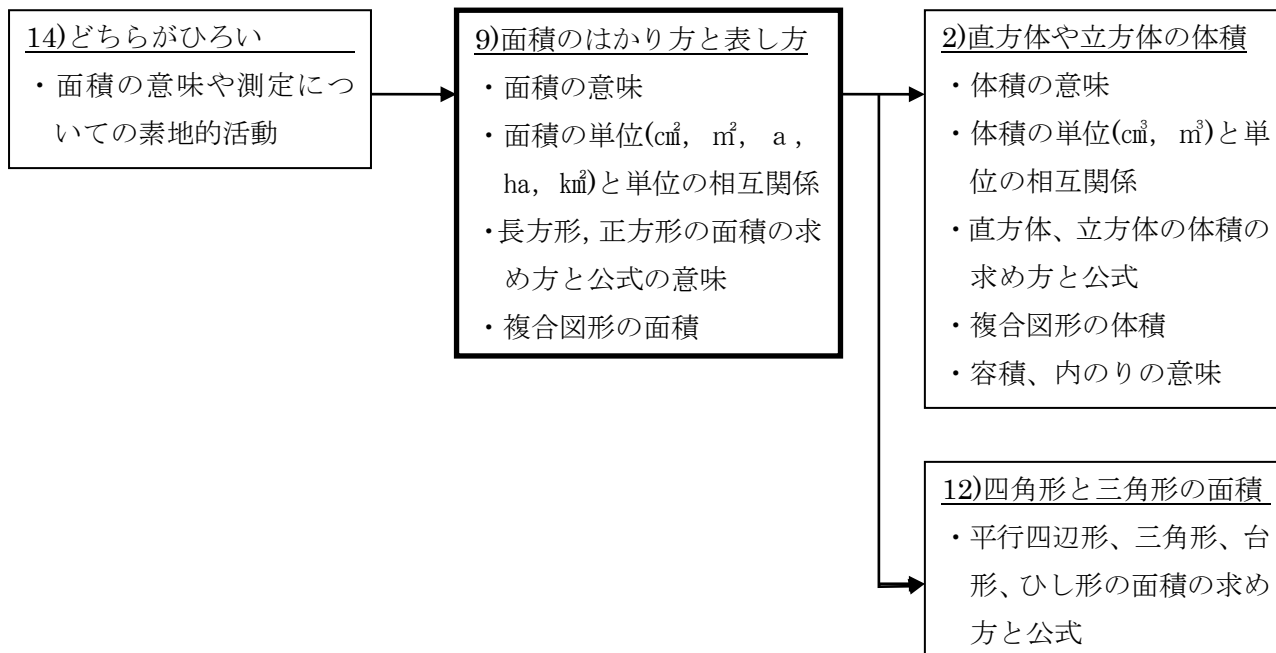 14)どちらがひろい
・面積の意味や測定につ
いての素地的活動
9)面積のはかり方と表し方
・面積の意味
・面積の単位(㎠, ㎡, a,
ha, ㎢)と単位の相互関係
・長方形,正方形の面積の求
め方と公式の意味
・複合図形の面積
2)直方体や立方体の体積
・体積の意味
・体積の単位(㎤, ㎥)と単
位の相互関係
・直方体、立方体の体積の
求め方と公式
・複合図形の体積
・容積、内のりの意味
12)四角形と三角形の面積
・平行四辺形、三角形、台
形、ひし形の面積の求め
方と公式